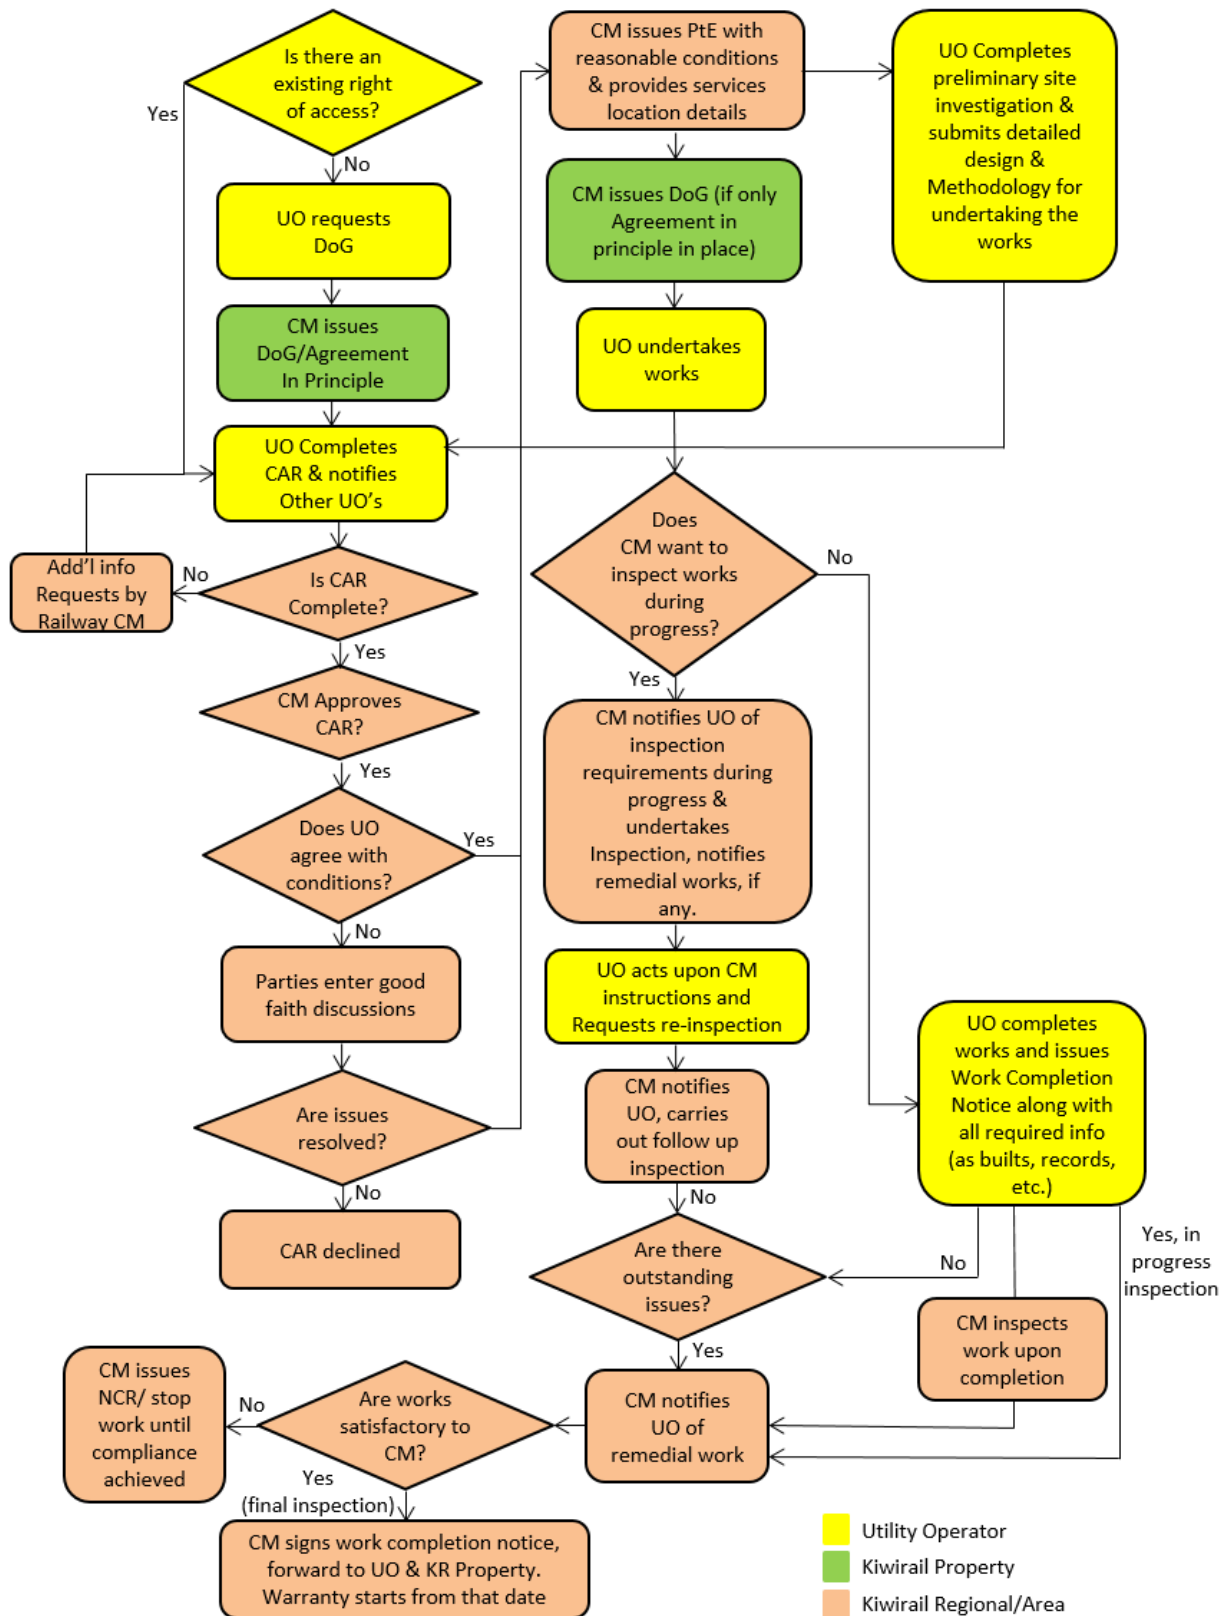 Is there an
existing right
of access?
Yes
No
UO requests
DoG
CM issues
DoG/Agreement
In Principle
UO Completes
CAR & notifies
Other UO's
Add'l info
Requests by
Railway CM
No
Is CAR
Complete?
Yes
CM Approves
CAR?
Yes
Does UO
agree with
conditions?
Yes
No
Parties enter good
faith discussions
Are issues
resolved?
No
CAR declined
CM issues PtE with
reasonable conditions
& provides services
location details
UO Completes
preliminary site
investigation &
submits detailed
design &
Methodology for
undertaking the
works
CM issues DoG (if only
Agreement in
principle in place)
UO undertakes
works
Does
CM want to
inspect works
during
progress?
No
Yes
CM notifies UO of
inspection
requirements during
progress &
undertakes
Inspection, notifies
remedial works, if
any.
UO acts upon CM
instructions and
Requests re-inspection
CM notifies
UO, carries
out follow up
inspection
No
Are there
outstanding
issues?
Yes
UO completes
works and issues
Work Completion
Notice along with
all required info
(as builts, records,
etc.)
No
Yes, in
progress
inspection
CM inspects
work upon
completion
CM notifies
UO of
remedial work
Are works
satisfactory to
CM?
No
CM issues
NCR/ stop
work until
compliance
achieved
Yes
(final inspection)
CM signs work completion notice,
forward to UO & KR Property.
Warranty starts from that date
Utility Operator
Kiwirail Property
Kiwirail Regional/Area